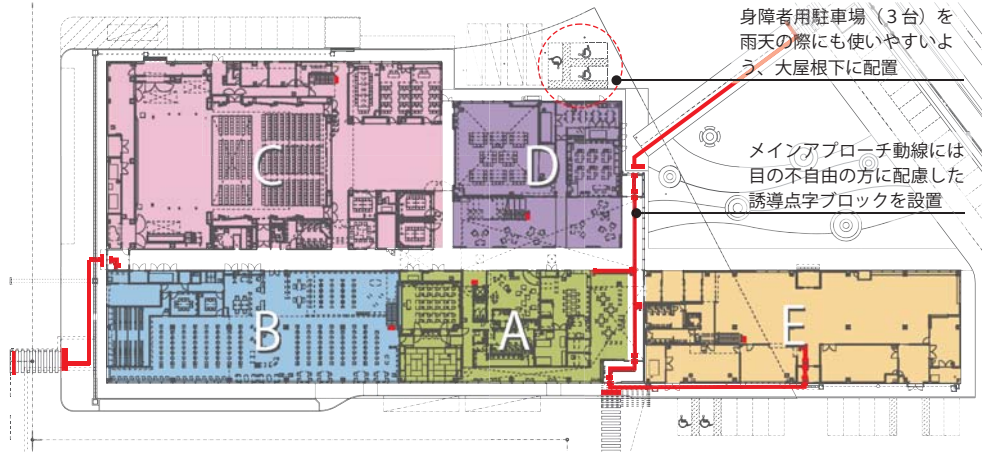 身障者用駐車場（３台）を
雨天の際にも使いやすいよ
う、大屋根下に配置
メインアプローチ動線には
目の不自由の方に配慮した
誘導点字ブロックを設置
C
D
B
A
E